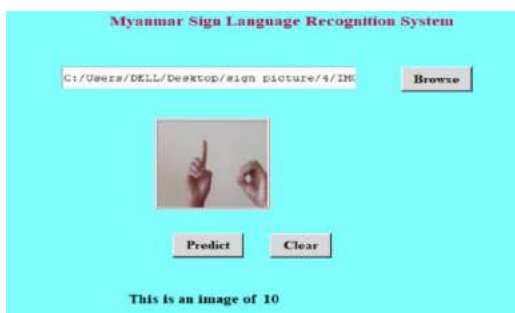 Myanmar Sign Language Recognition System
C:/Users/DELL/Desktop/sign picture/4/IMG
Browse
Predict Clear
This is an image of 10